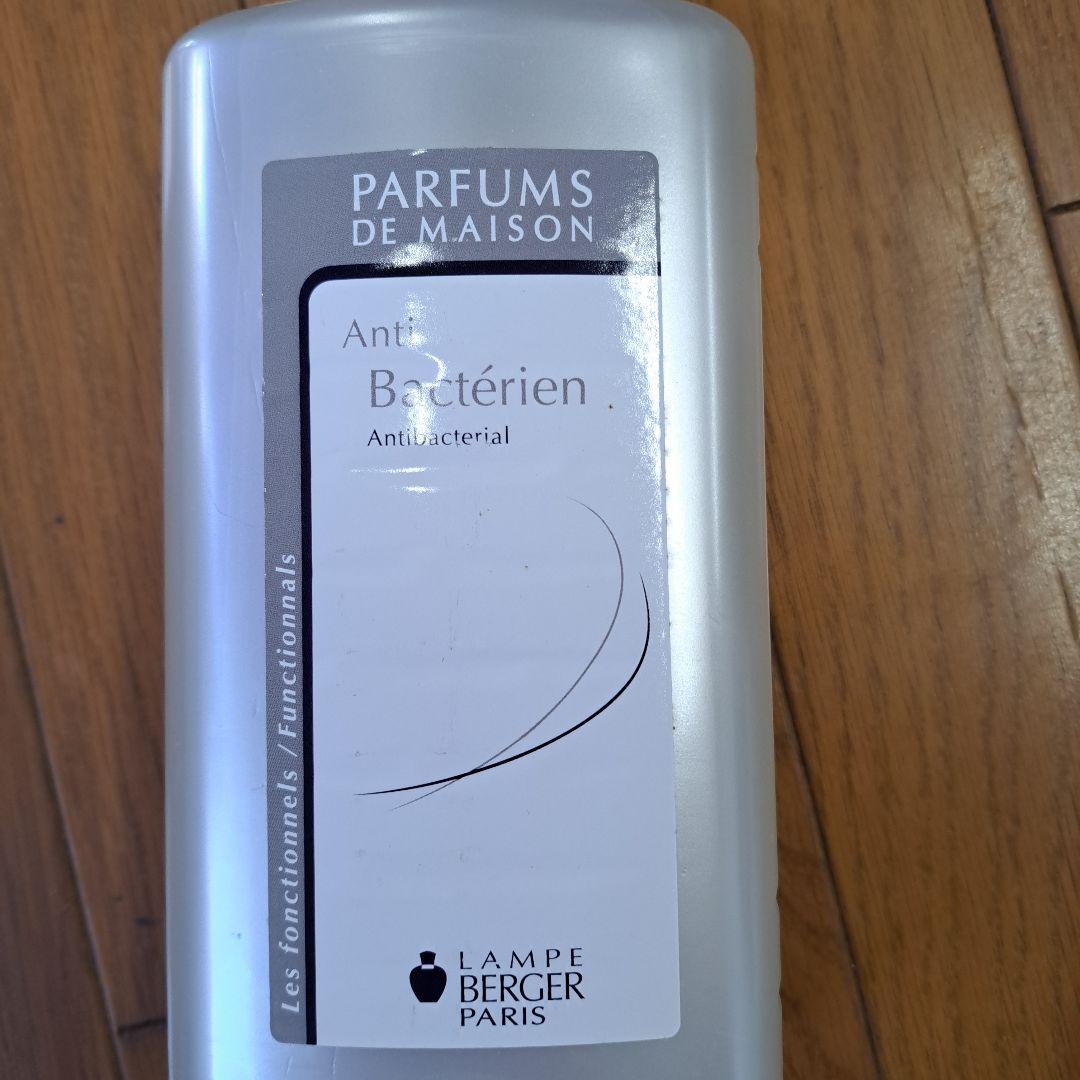 PARFUMS
DE MAISON
Anti
Bactérien
Antibacterial
Les fonctionnels / Functionnals
LAMPE
BERGER
PARIS